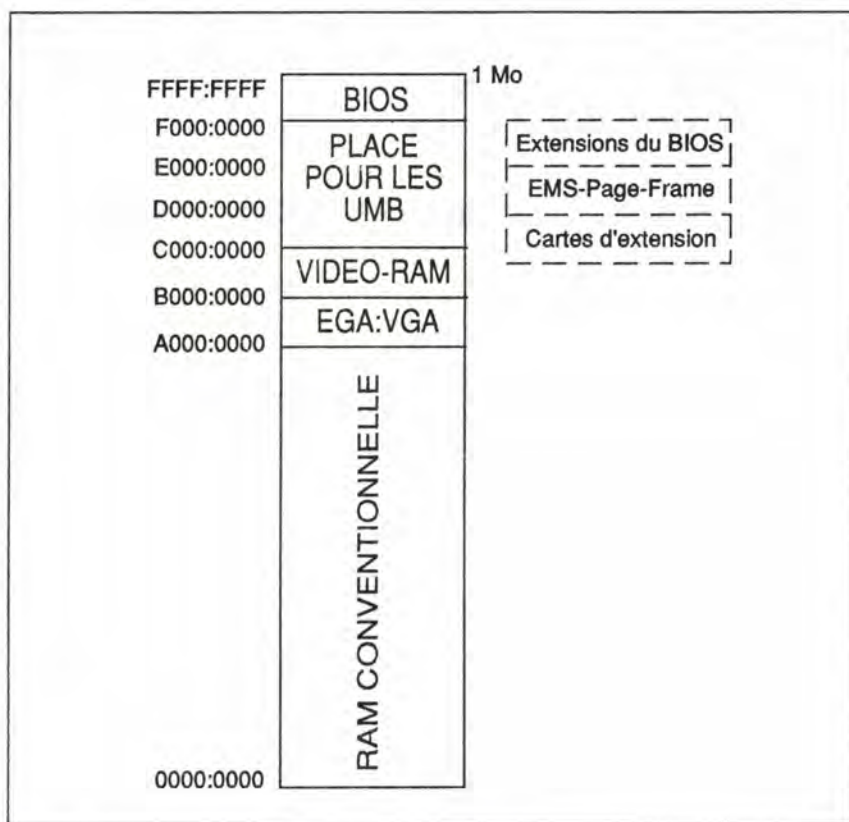 1 Mo
FFFF:FFFF
BIOS
F000:0000
PLACE
POUR LES
UMB
E000:0000
D000:0000
Extensions du BIOS
EMS-Page-Frame
Cartes d'extension
C000:0000
VIDEO-RAM
B000:0000
EGA:VGA
A000:0000
RAM CONVENTIONNELLE
0000:0000